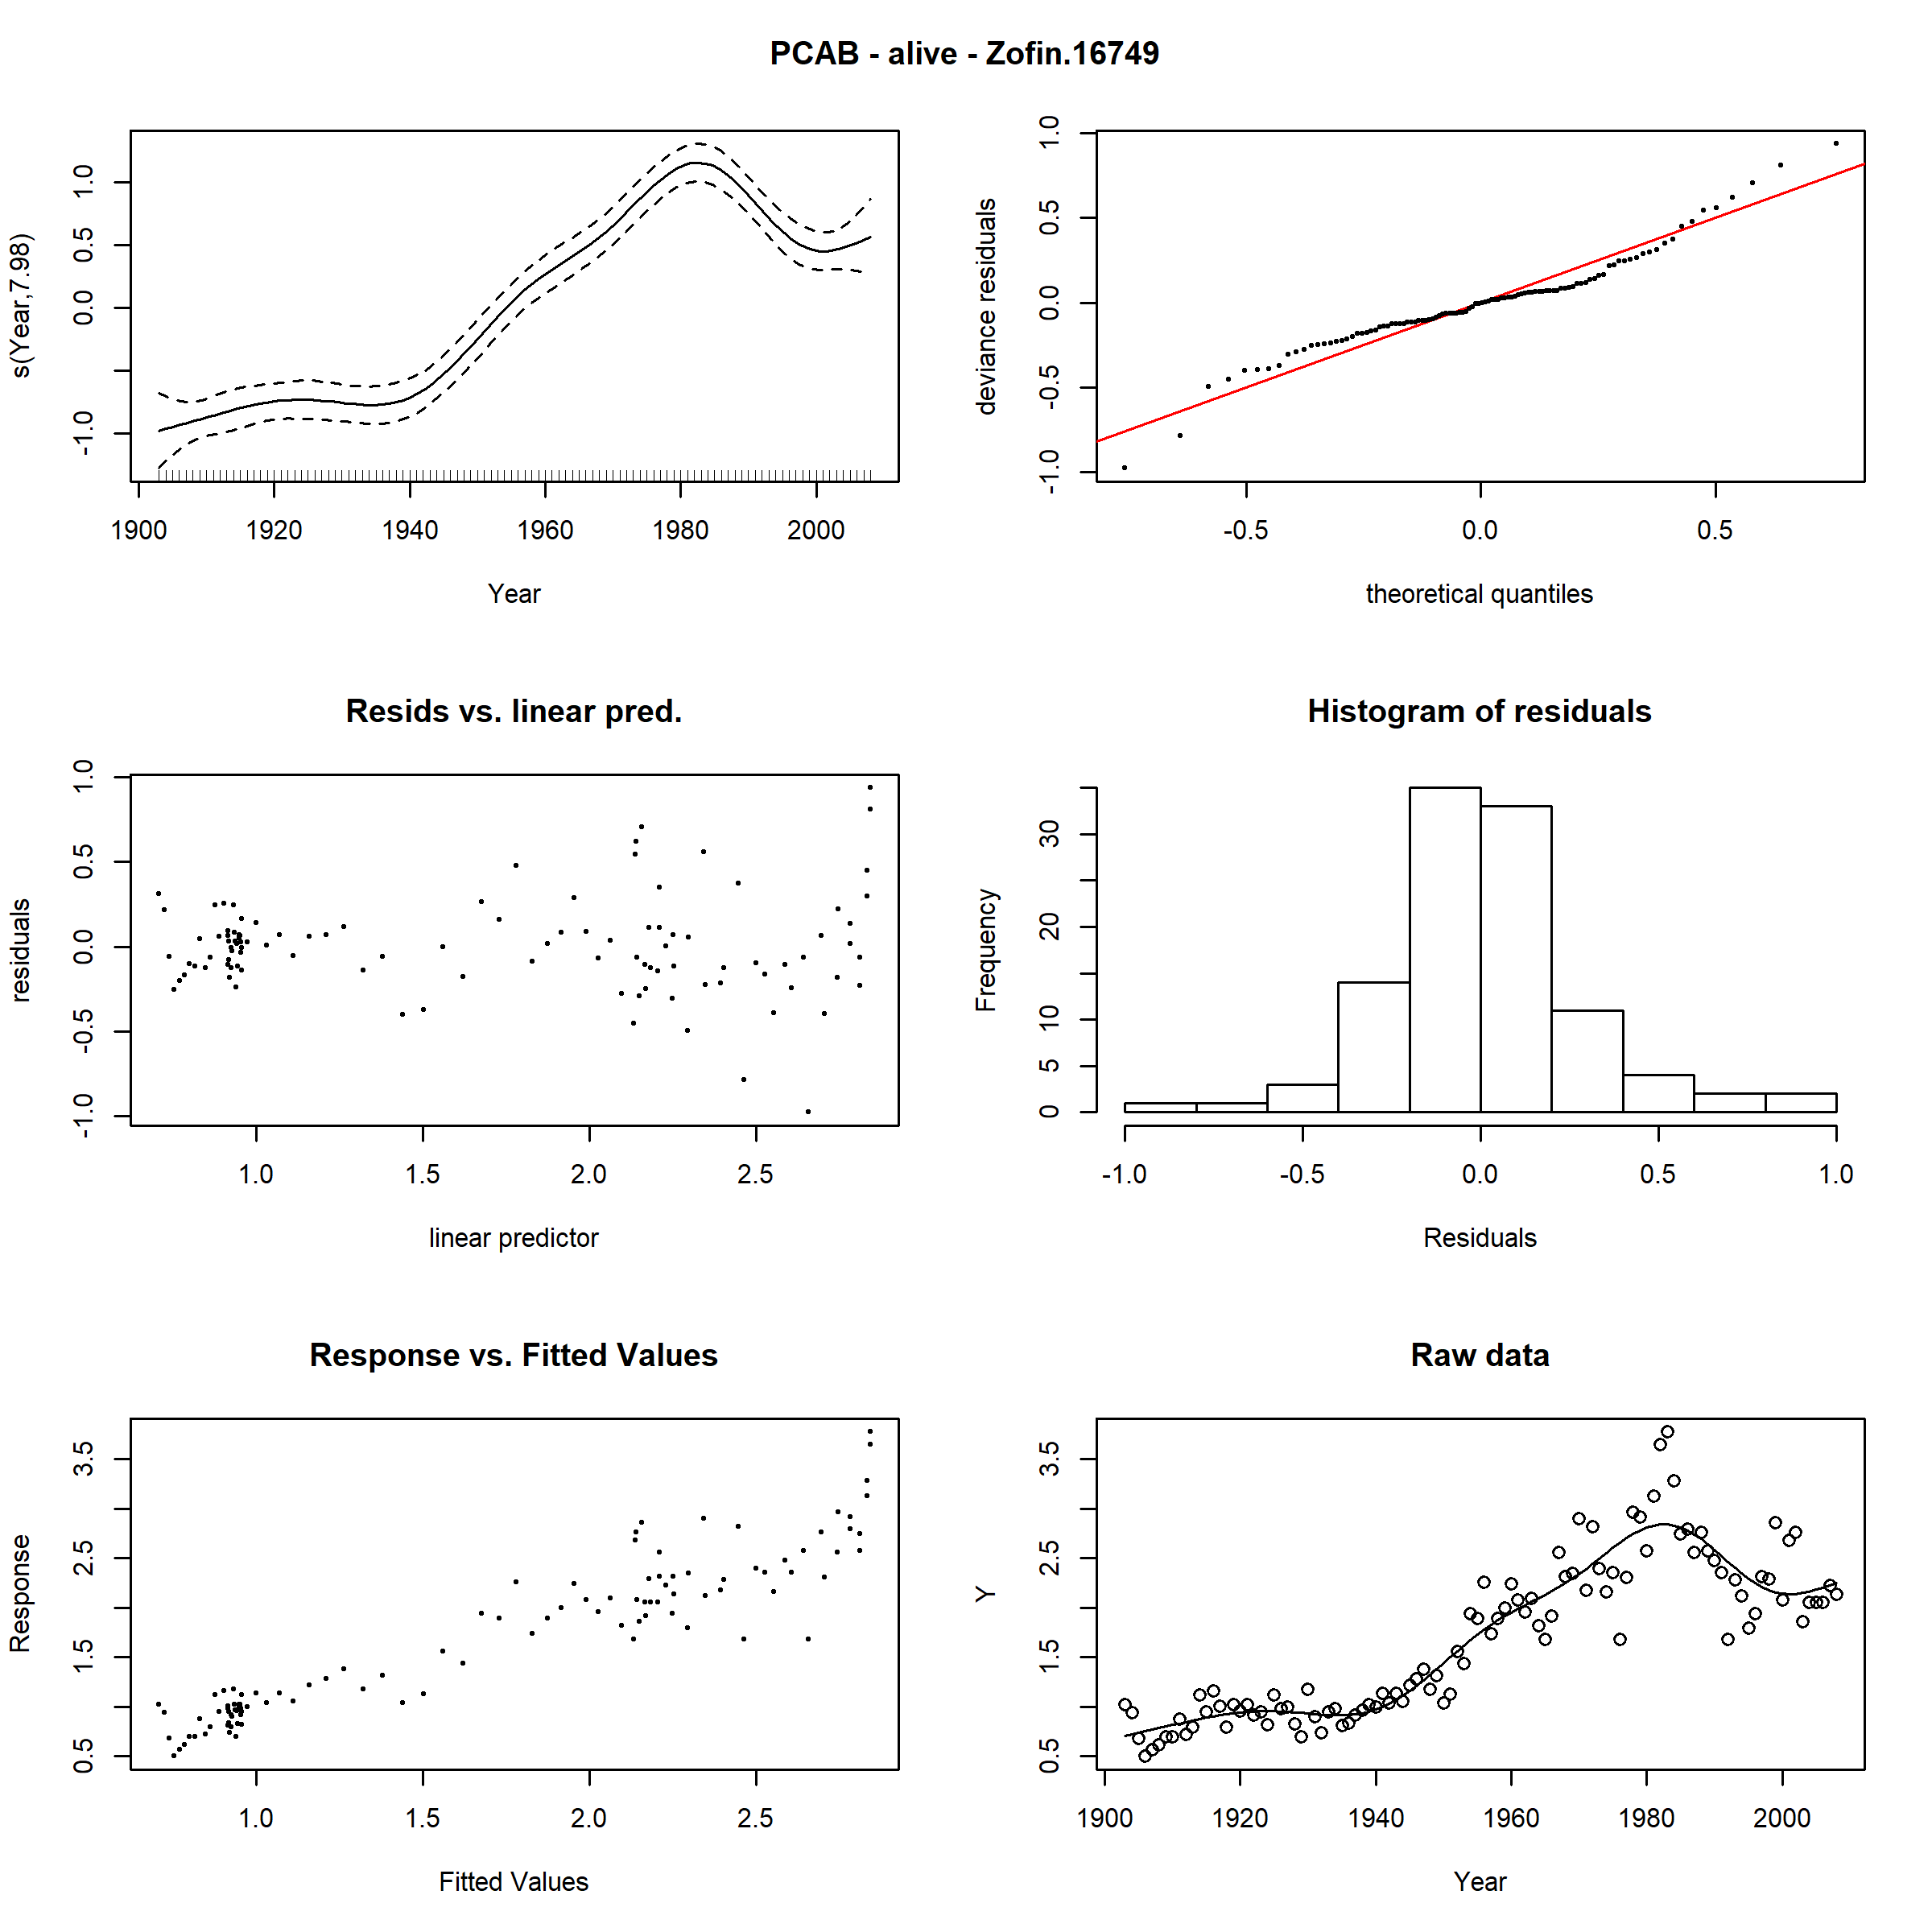 PCAB - alive - Zofin.16749
s(Year,7.98)
-1.0 0.0 0.5 1.0
1900 1920 1940 1960 1980 2000
Year
deviance residuals
-1.0 -0.5 0.0 0.5 1.0
-0.5 0.0 0.5
theoretical quantiles
Resids vs. linear pred.
residuals
-1.0 -0.5 0.0 0.5 1.0
1.0 1.5 2.0 2.5
linear predictor
Histogram of residuals
Frequency
0 5 10 20 30
-1.0 -0.5 0.0 0.5 1.0
Residuals
Response vs. Fitted Values
Response
0.5 1.5 2.5 3.5
1.0 1.5 2.0 2.5
Fitted Values
Raw data
Y
0.5 1.5 2.5 3.5
1900 1920 1940 1960 1980 2000
Year